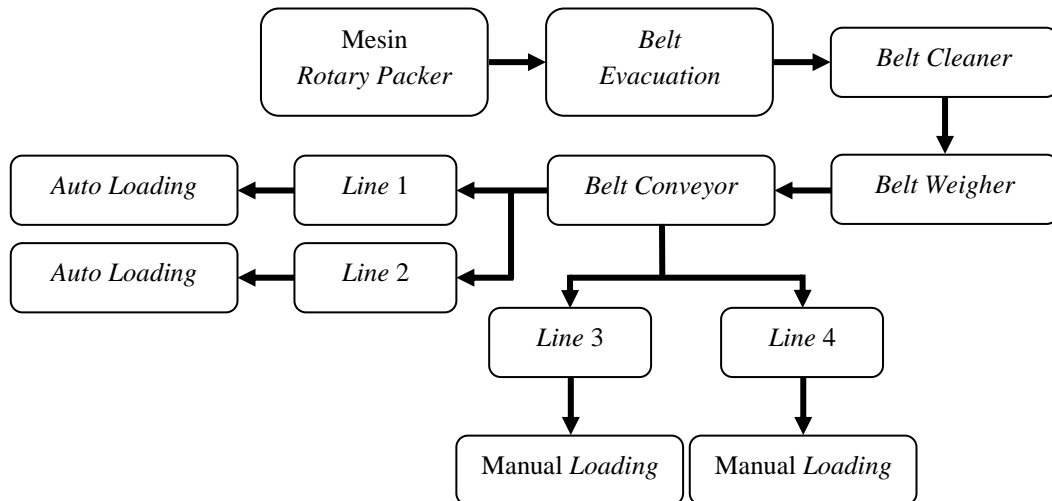 Mesin
Rotary Packer
Belt
Evacuation
Belt Cleaner
Auto Loading
Line 1
Belt Conveyor
Belt Weigher
Auto Loading
Line 2
Line 3
Line 4
Manual Loading
Manual Loading